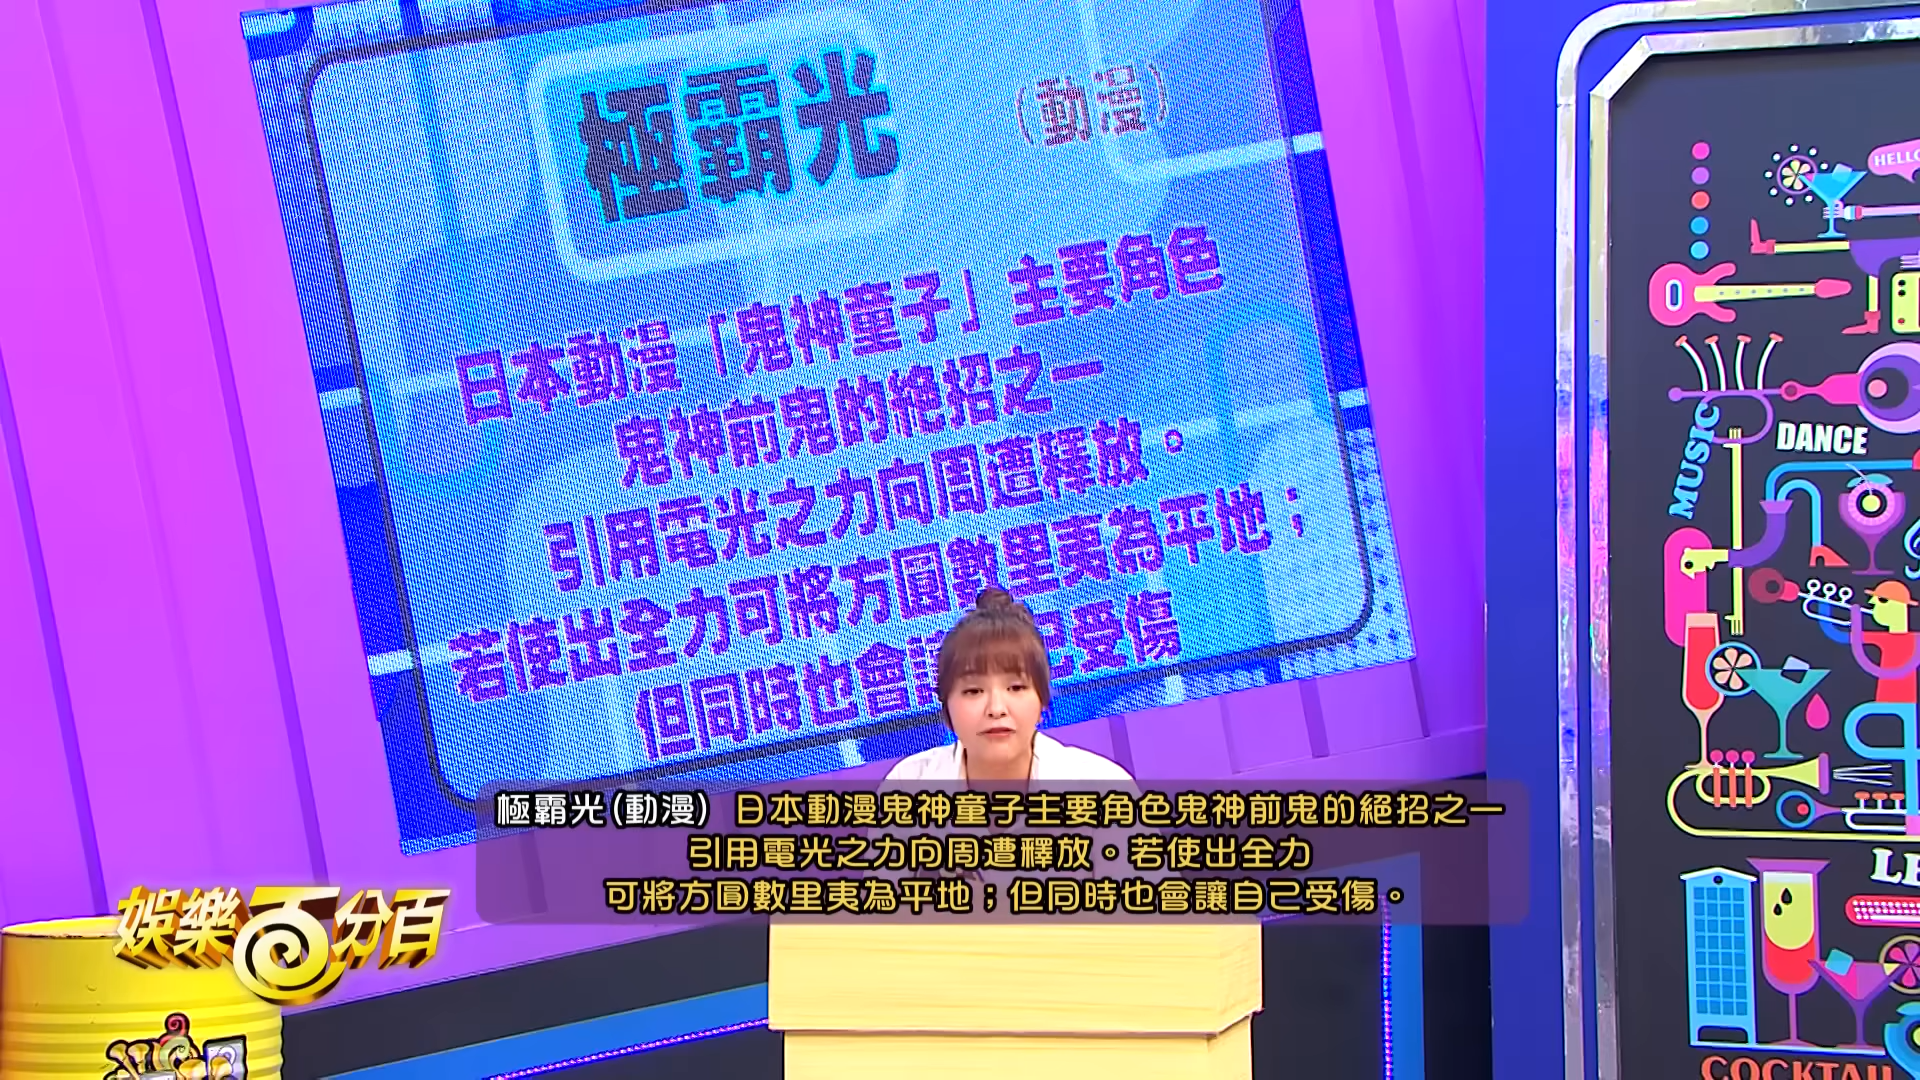 極霸光
(動漫)
日本動漫「鬼神童子」主要角色
鬼神前鬼的絕招之一
引用電光之力向周遭釋放。
若使出全力可將方圓數里夷為平地；
但同時也會讓 己受傷
極霸光(動漫) 日本動漫鬼神童子主要角色鬼神前鬼的絕招之一
引用電光之力向周遭釋放。若使出全力
可將方圓數里夷為平地；但同時也會讓自己受傷。
娛樂百分百
HELLO
MUSIC
DANCE
COCKTAIL